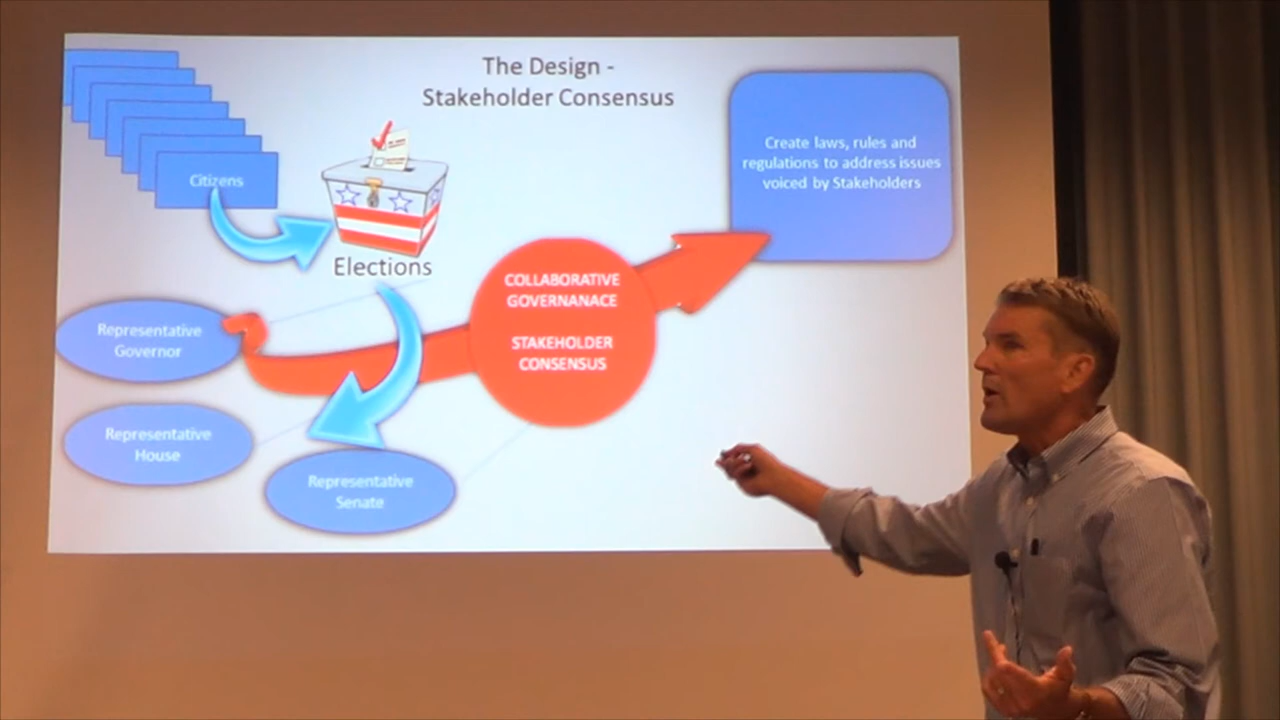 The Design -
Stakeholder Consensus
Citizens
Elections
Create laws, rules and
regulations to address issues
voiced by Stakeholders
COLLABORATIVE
GOVERNANACE
STAKEHOLDER
CONSENSUS
Representative
Governor
Representative
House
Representative
Senate